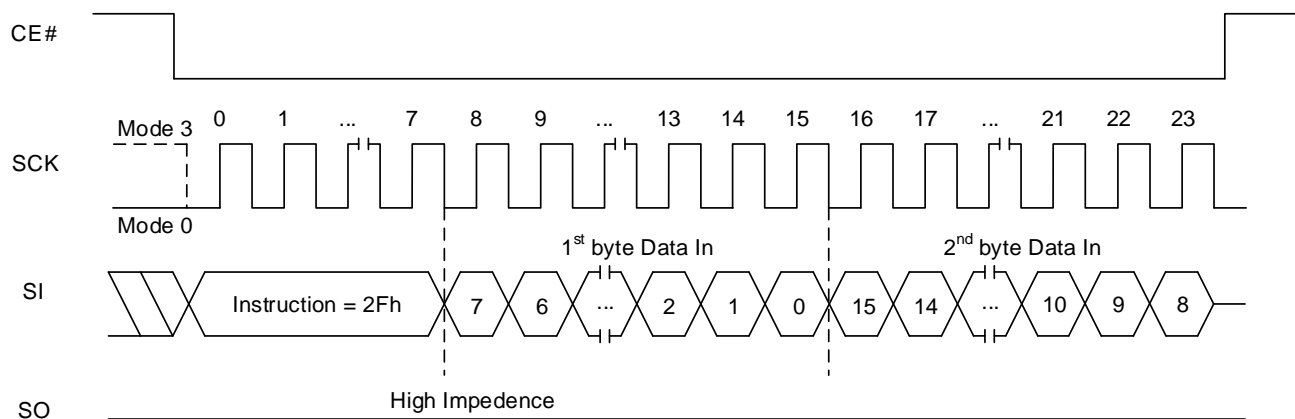 CE#
Mode 3
0 1 ... 7 8 9 ... 13 14 15 16 17 ... 21 22 23
SCK
Mode 0
1st byte Data In 2nd byte Data In
SI Instruction = 2Fh 7 6 ... 2 1 0 15 14 ... 10 9 8
High Impedence
SO